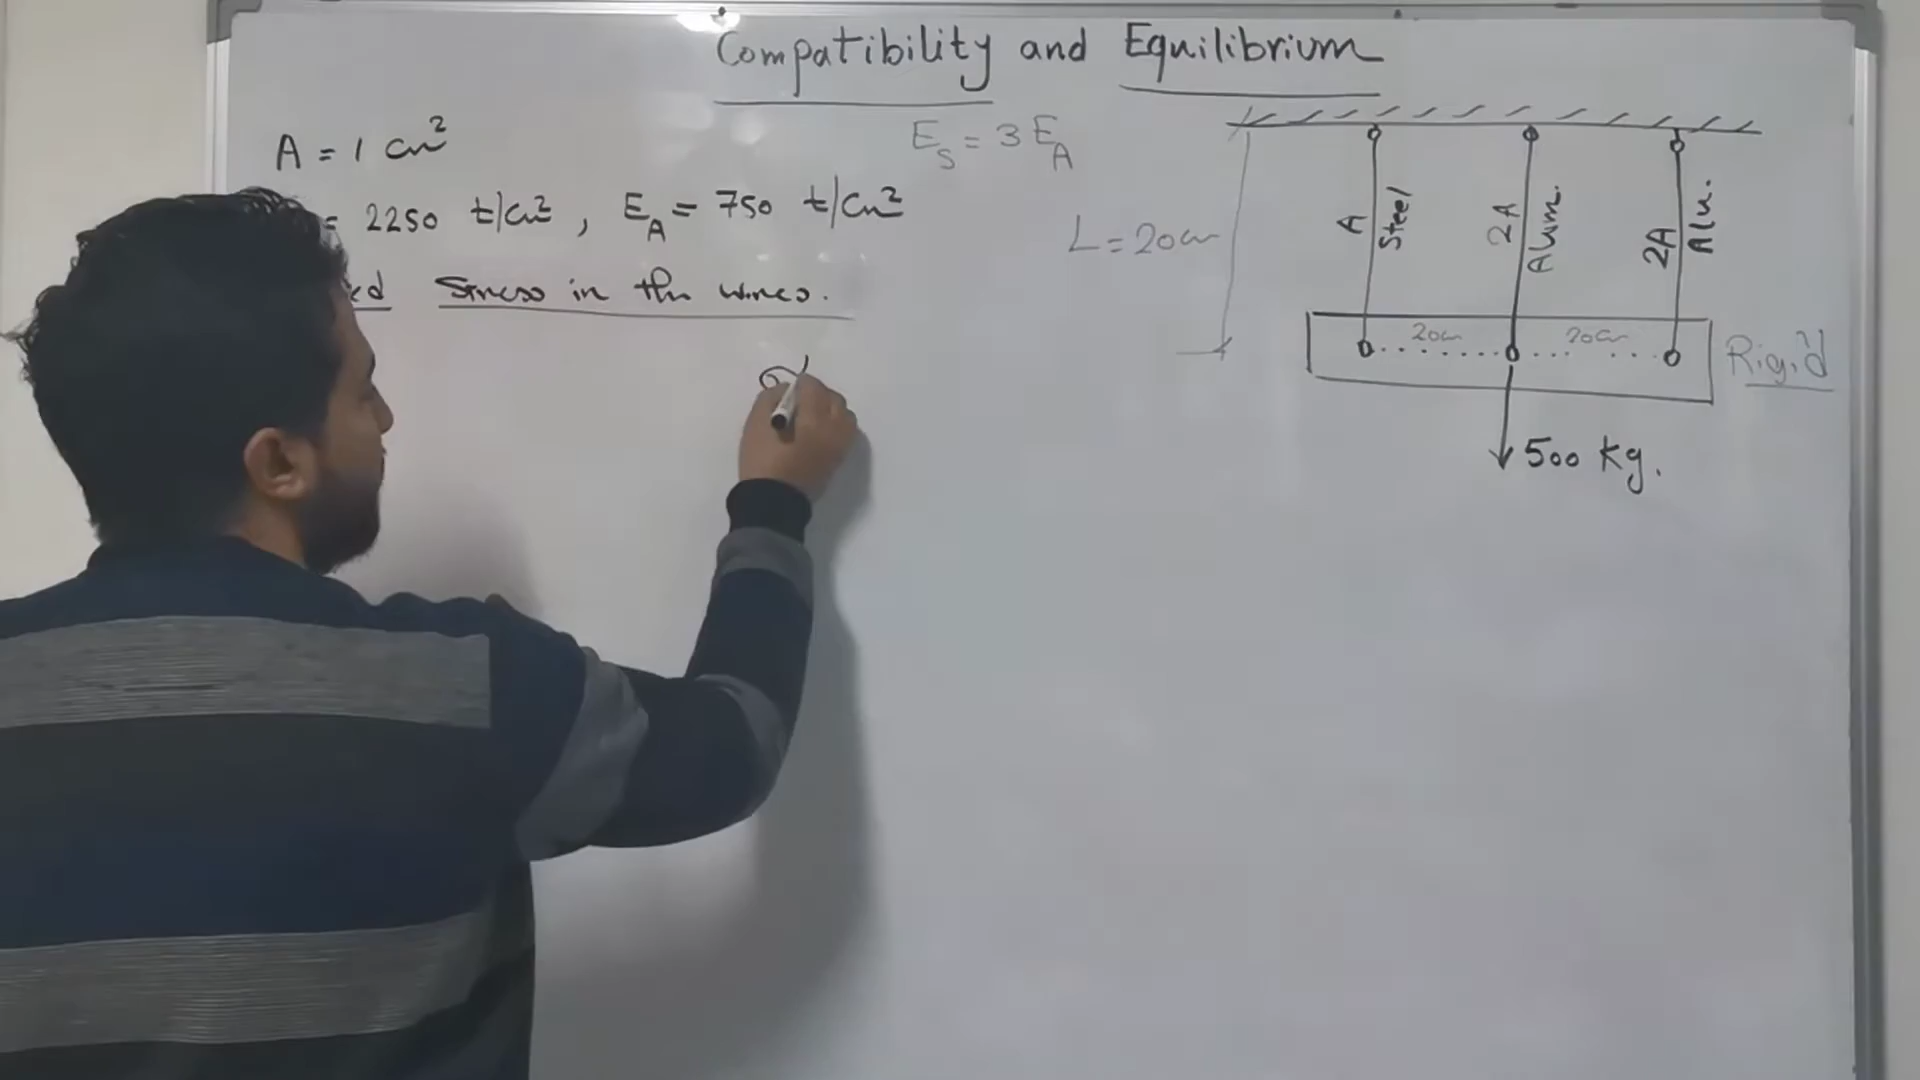 Compatibility and Equilibrium
A = 1 cm²
E_S = 3 E_A
= 2250 t/cm² , E_A = 750 t/cm²
Stress in the wires.
σ
L = 20cm
A
Steel
2A
Alum.
2A
Alu.
20cm
20cm
Rigid
500 kg.